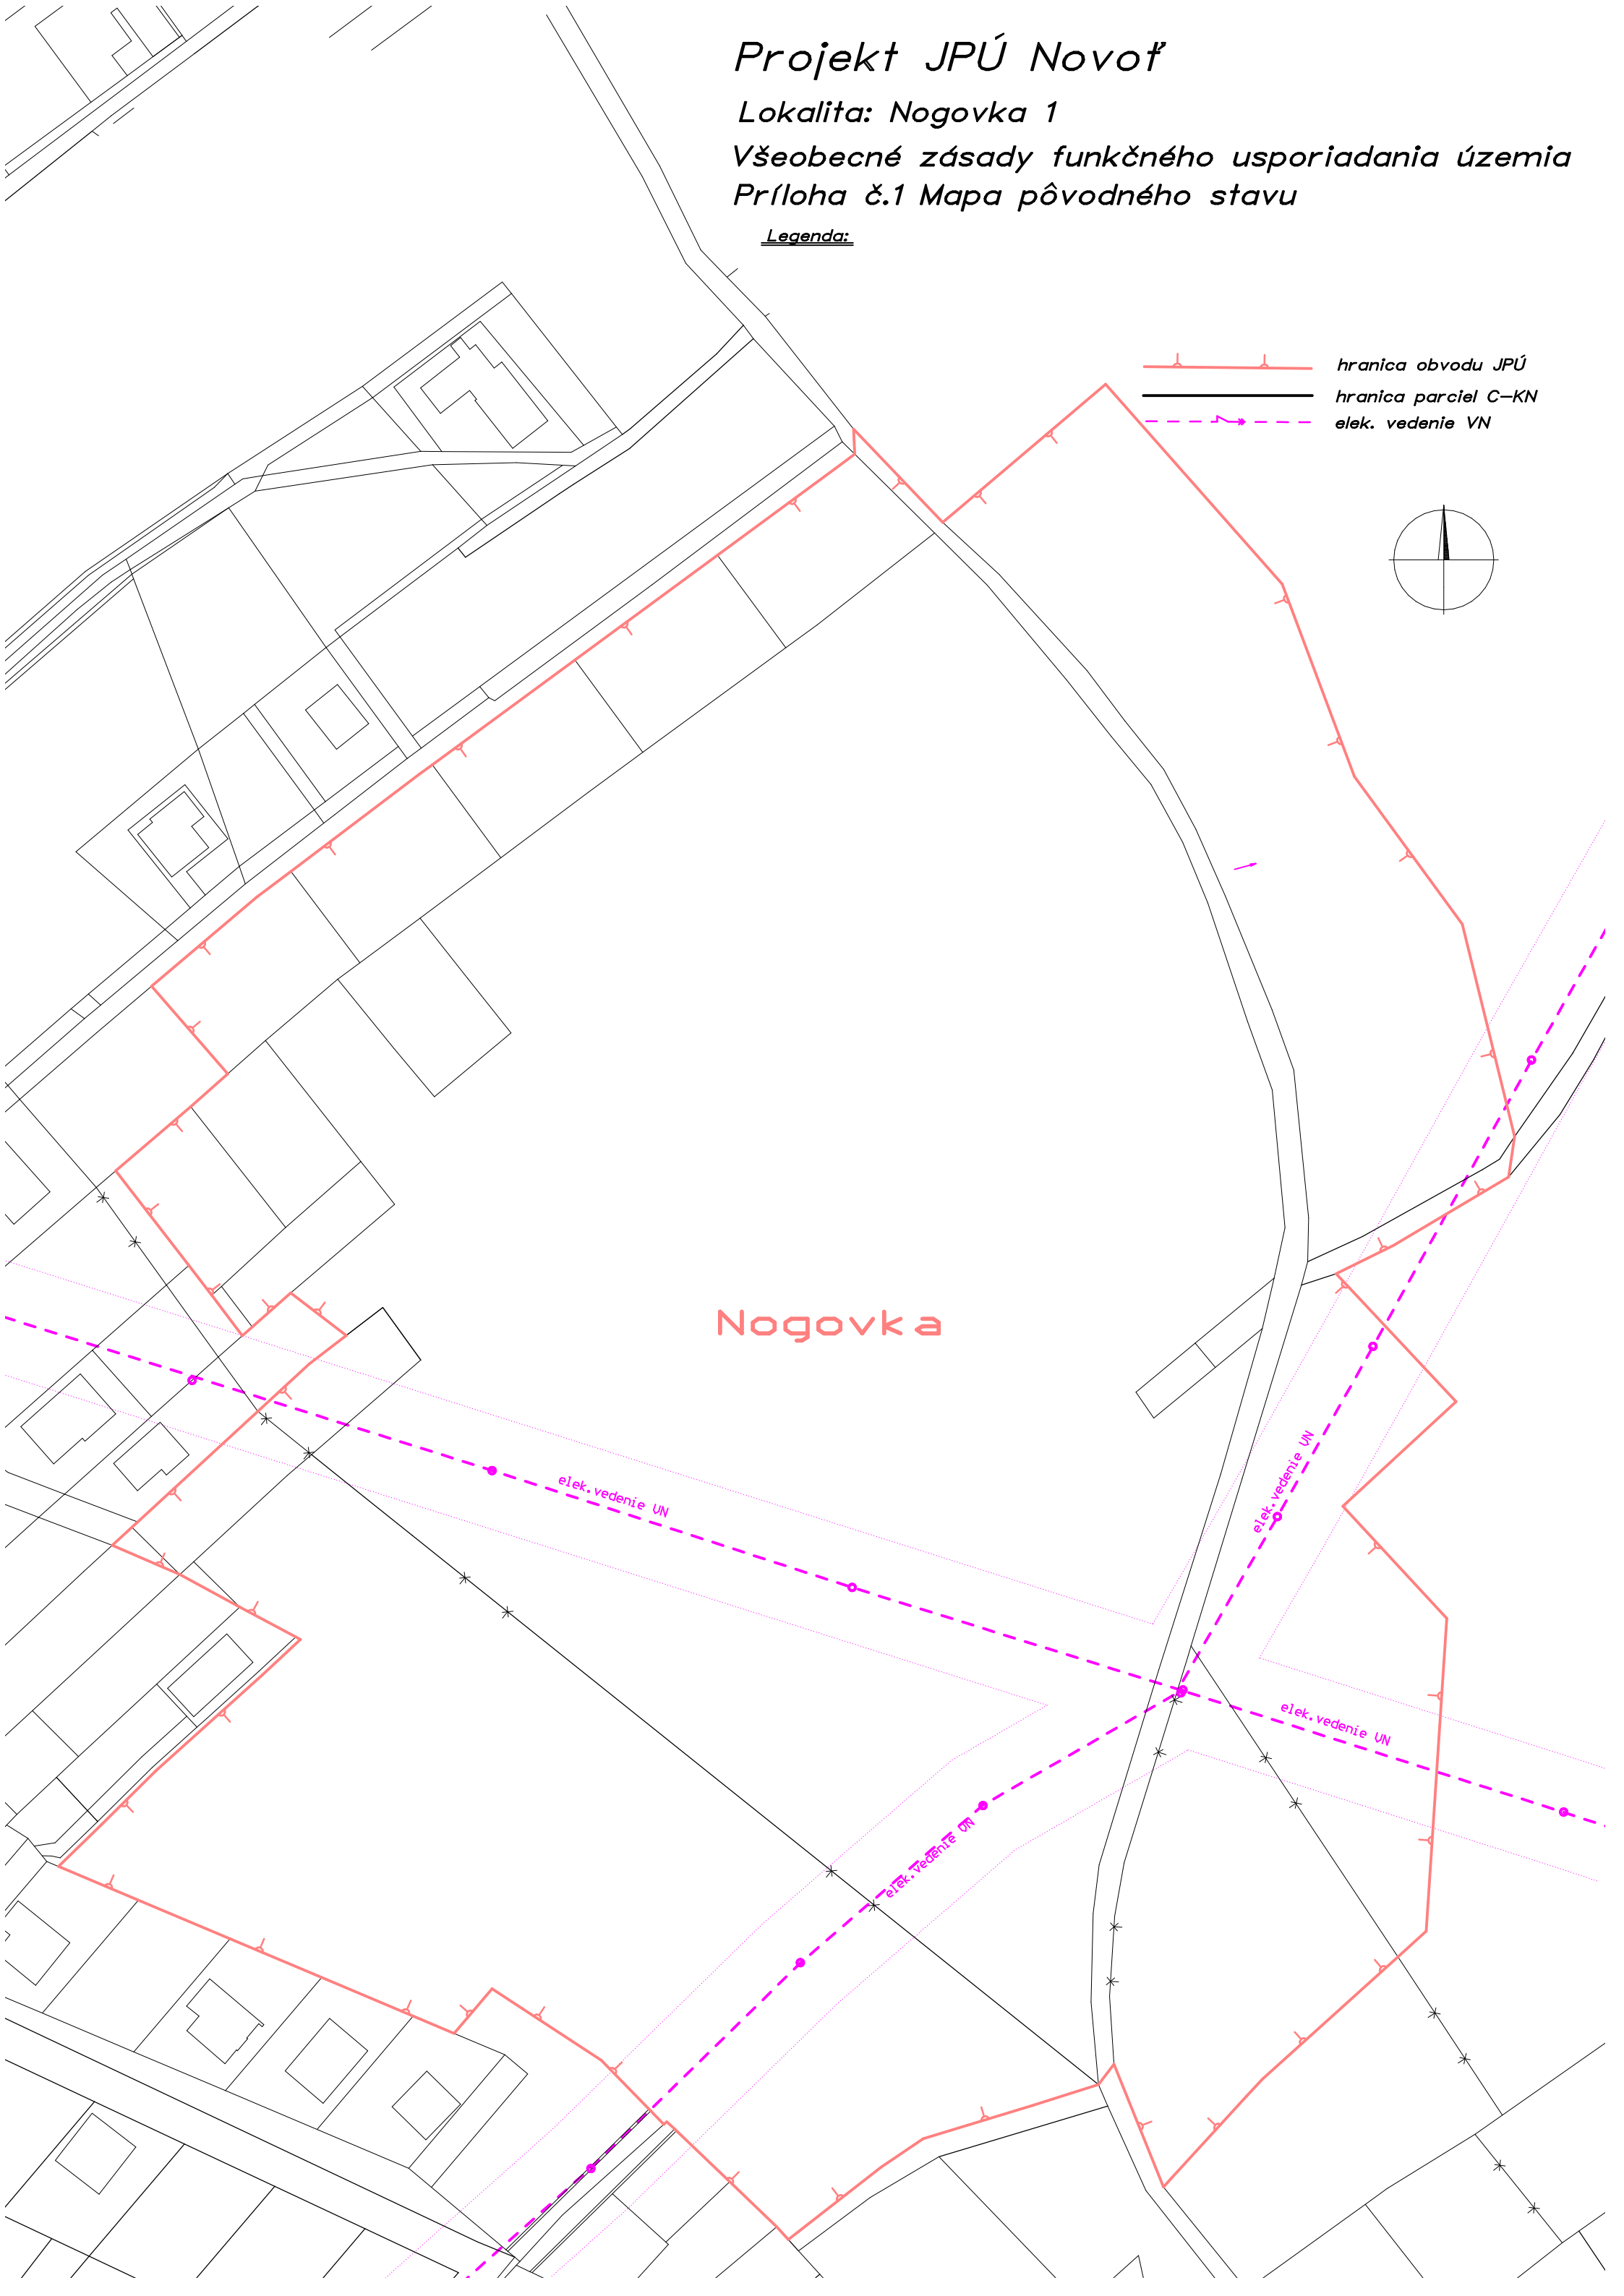 Projekt JPÚ Novoť
Lokalita: Nogovka 1
Všeobecné zásady funkčného usporiadania územia
Príloha č.1 Mapa pôvodného stavu
Legenda:
hranica obvodu JPÚ
hranica parciel C-KN
elek. vedenie VN
Nogovka
elek.vedenie VN
elek.vedenie VN
elek.vedenie VN
elek.vedenie VN